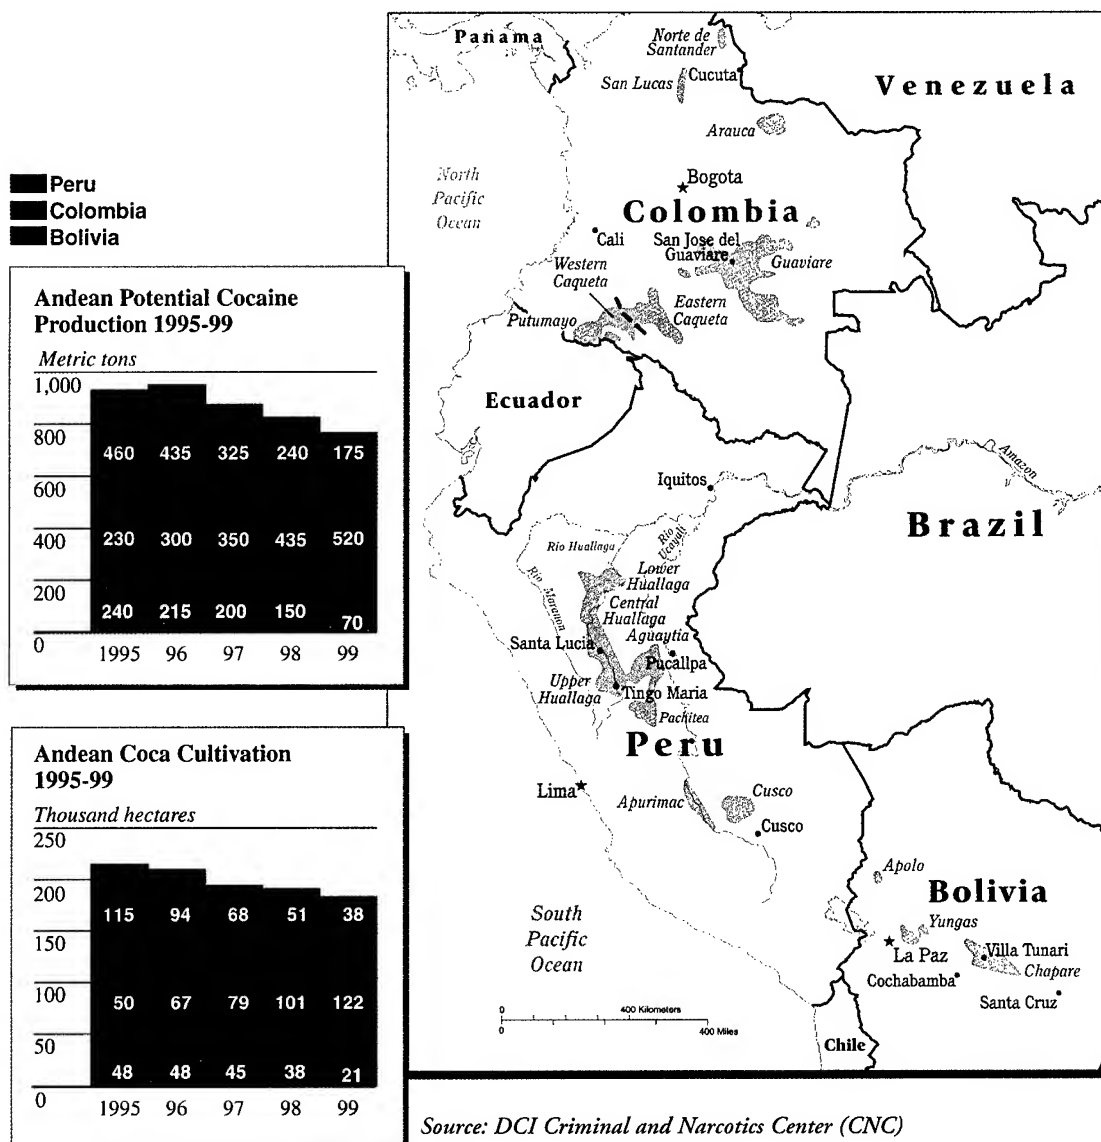 Peru
Colombia
Bolivia
Andean Potential Cocaine
Production 1995-99
Metric tons
1,000
800
600
400
200
0
460 435 325 240 175
230 300 350 435 520
240 215 200 150 70
1995 96 97 98 99
Andean Coca Cultivation
1995-99
Thousand hectares
250
200
150
100
50
0
115 94 68 51 38
50 67 79 101 122
48 48 45 38 21
1995 96 97 98 99
Panama
Norte de
Santander
San Lucas
Cucuta
Venezuela
Arauca
North
Pacific
Ocean
Bogota
Colombia
Cali
San Jose del
Guaviare
Guaviare
Western
Caqueta
Eastern
Caqueta
Putumayo
Ecuador
Iquitos
Amazon
Brazil
Rio Huallaga
Rio
Ucayali
Rio
Maranon
Lower
Huallaga
Central
Huallaga
Aguaytia
Santa Lucia
Pucallpa
Upper
Huallaga
Tingo Maria
Pachitea
Peru
Lima
Apurimac
Cusco
Cusco
Apolo
Bolivia
Yungas
La Paz
Villa Tunari
Chapare
Cochabamba
Santa Cruz
South
Pacific
Ocean
0 400 Kilometers
0 400 Miles
Chile
Source: DCI Criminal and Narcotics Center (CNC)